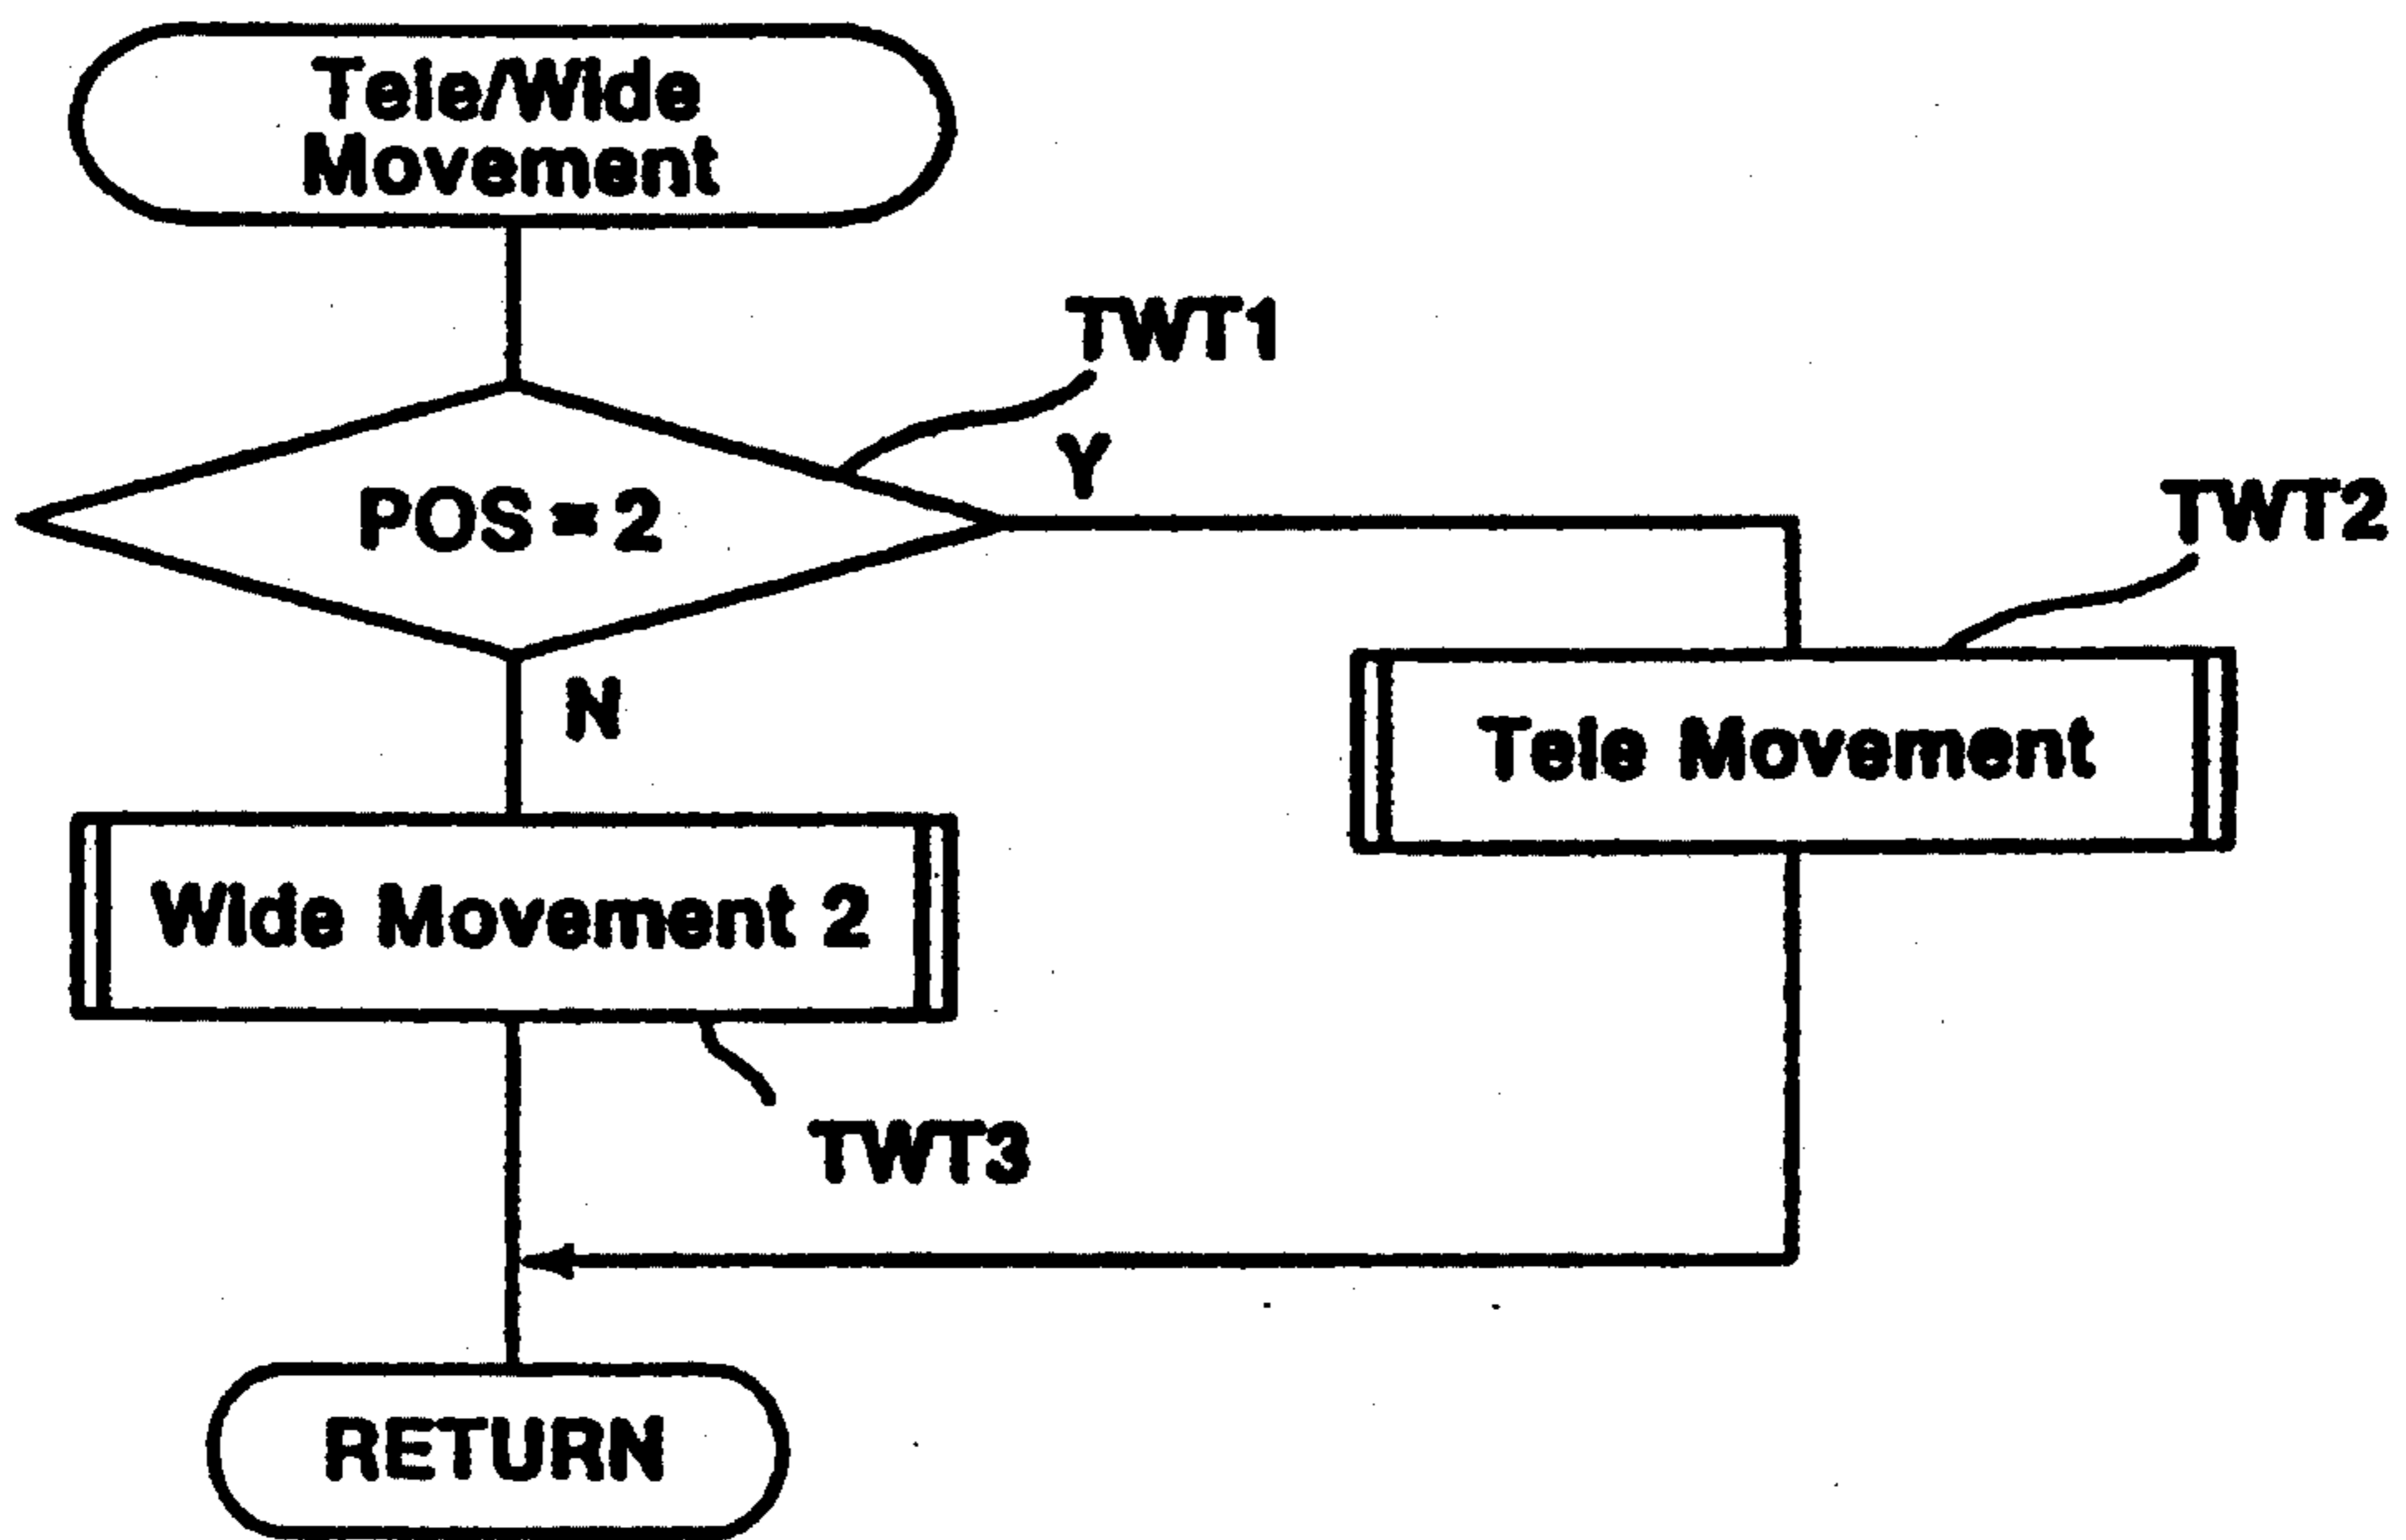 Tele/Wide
Movement
TWT1
Y
POS = 2
TWT2
N
Tele Movement
Wide Movement 2
TWT3
RETURN